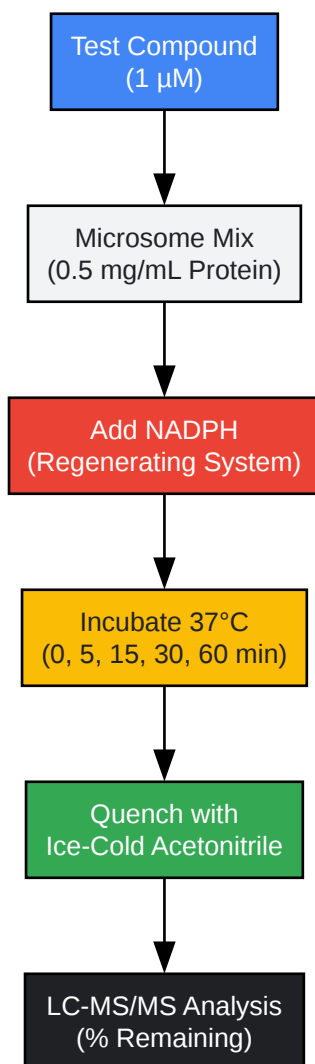 Test Compound
(1 µM)
Microsome Mix
(0.5 mg/mL Protein)
Add NADPH
(Regenerating System)
Incubate 37°C
(0, 5, 15, 30, 60 min)
Quench with
Ice-Cold Acetonitrile
LC-MS/MS Analysis
(% Remaining)